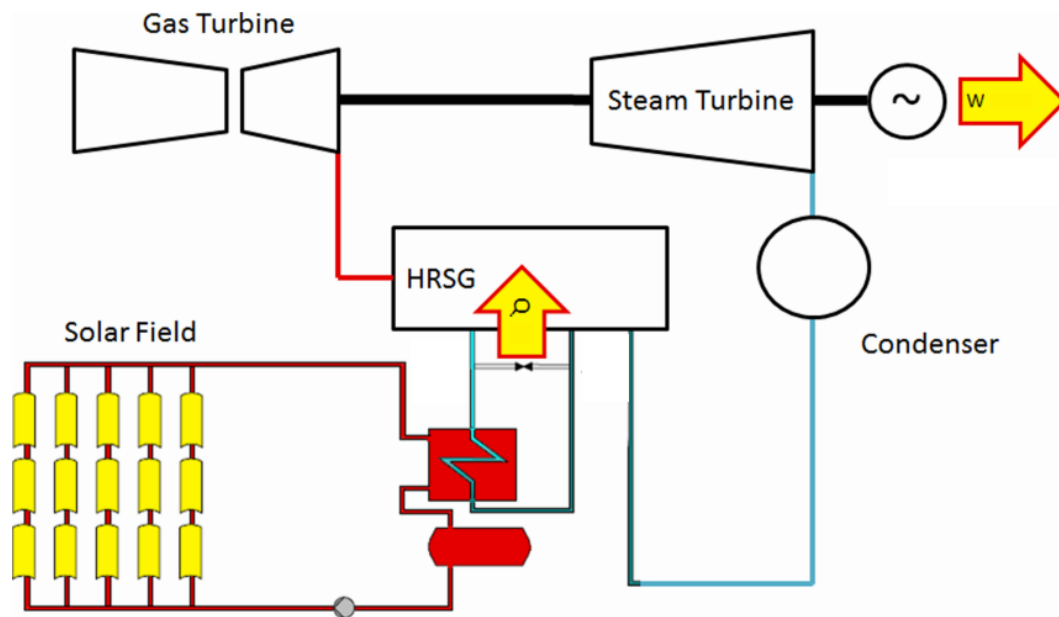 Gas Turbine
Steam Turbine
~
W
HRSG
Q
Solar Field
Condenser